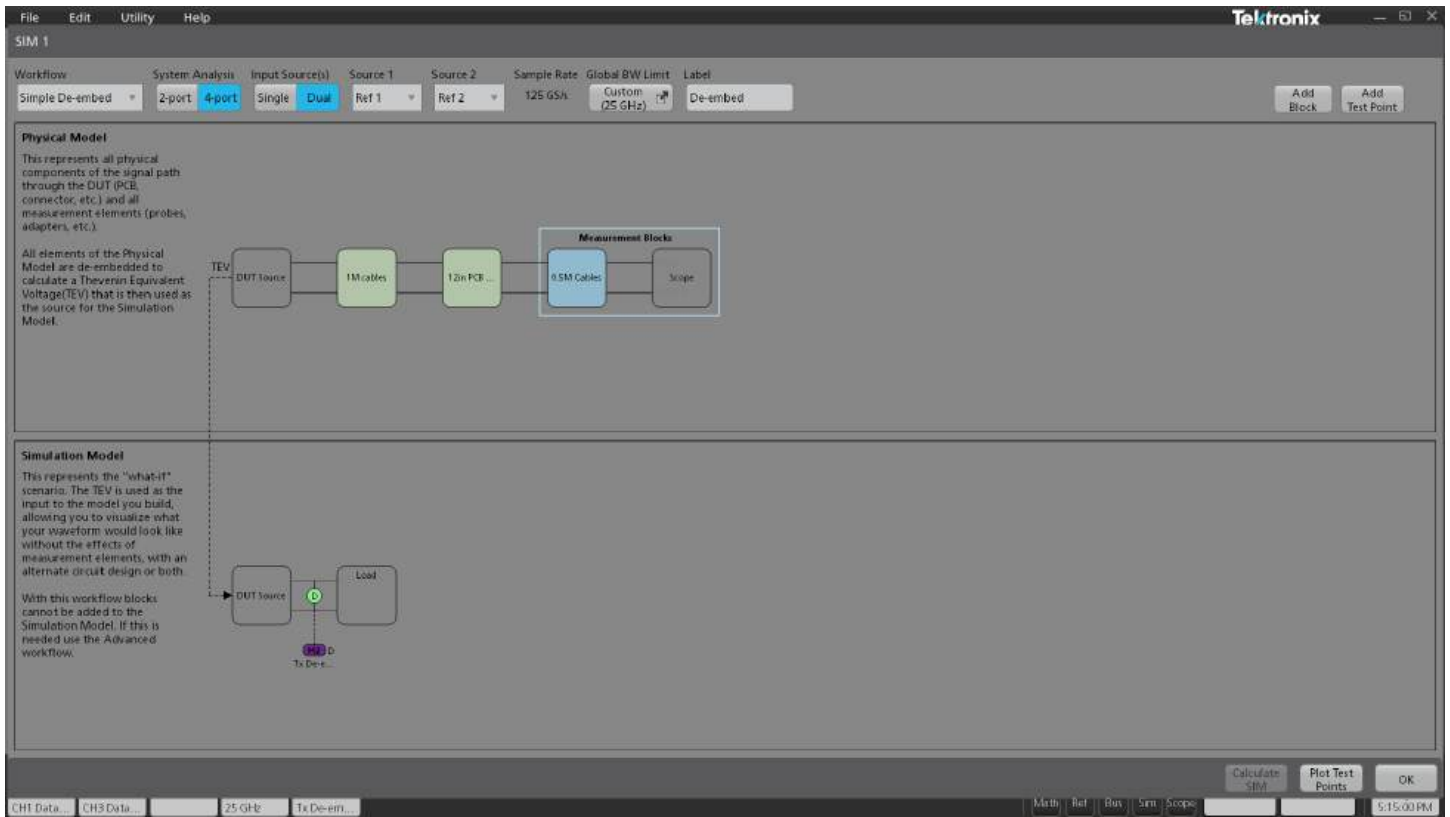 File Edit Utility Help
Tektronix
SIM 1
Workflow System Analysis Input Source(s) Source 1 Source 2 Sample Rate Global BW Limit Label
Simple De-embed 2-port 4-port Single Dual Ref 1 Ref 2 125 GS/s Custom (25 GHz) De-embed
Add Block
Add Test Point
Physical Model
This represents all physical
components of the signal path
through the DUT (PCB,
connector, etc.) and all
measurement elements (probes,
adapters, etc.).
All elements of the Physical
Model are de-embedded to
calculate a Thevenin Equivalent
Voltage(TEV) that is then used as
the source for the Simulation
Model.
Measurement Blocks
TEV
DUT Source 1M cables 12in PCB ... 0.5M Cables Scope
Simulation Model
This represents the "what-if"
scenario. The TEV is used as the
input to the model you build,
allowing you to visualize what
your waveform would look like
without the effects of
measurement elements, with an
alternate circuit design or both.
With this workflow blocks
cannot be added to the
Simulation Model. If this is
needed use the Advanced
workflow.
Load
DUT Source D
D
Tx De-e...
Calculate SIM
Plot Test Points
OK
CH1 Data... CH3 Data... 25 GHz Tx De-em... Math Ref Bus Sim Scope 5:15:00 PM